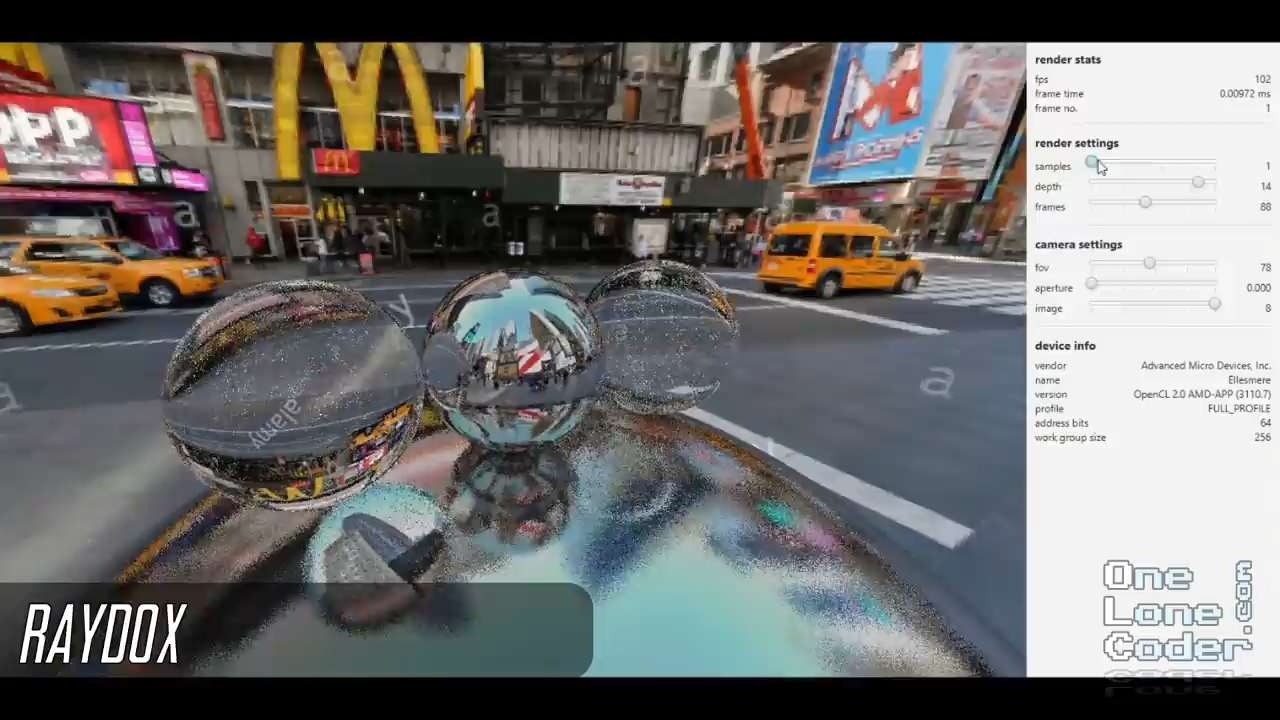 PP
render stats
fps 102
frame time 0.00972 ms
frame no. 1
render settings
samples 1
depth 14
frames 88
camera settings
fov 78
aperture 0.000
image 8
device info
vendor Advanced Micro Devices, Inc.
name Ellesmere
version OpenCL 2.0 AMD-APP (3110.7)
profile FULL_PROFILE
address bits 64
work group size 256
a
a
y
a
a
alamy
RAYDOX
One
Lone
Coder
.com